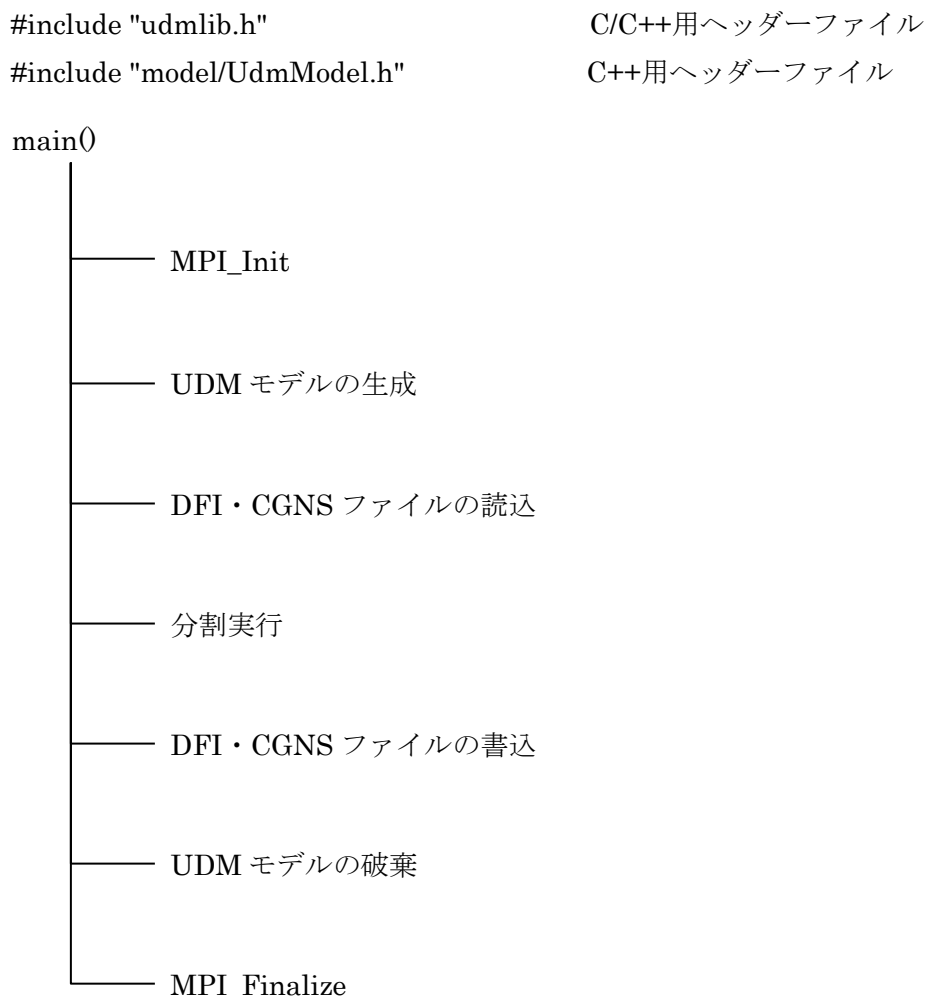 #include "udmlib.h" C/C++用ヘッダーファイル
#include "model/UdmModel.h" C++用ヘッダーファイル
main()
MPI_Init
UDM モデルの生成
DFI・CGNS ファイルの読込
分割実行
DFI・CGNS ファイルの書込
UDM モデルの破棄
MPI_Finalize